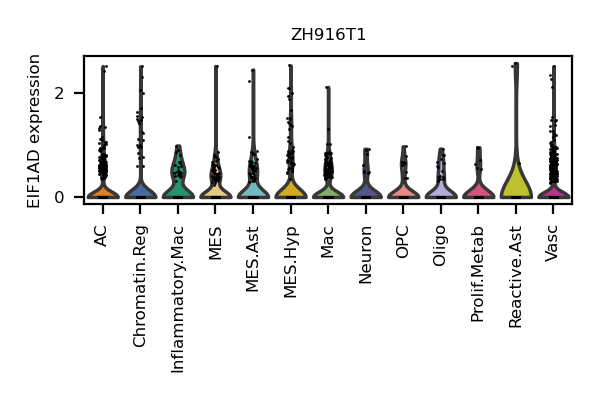 ZH916T1
EIF1AD expression
2
0
AC
Chromatin.Reg
Inflammatory.Mac
MES
MES.Ast
MES.Hyp
Mac
Neuron
OPC
Oligo
Prolif.Metab
Reactive.Ast
Vasc